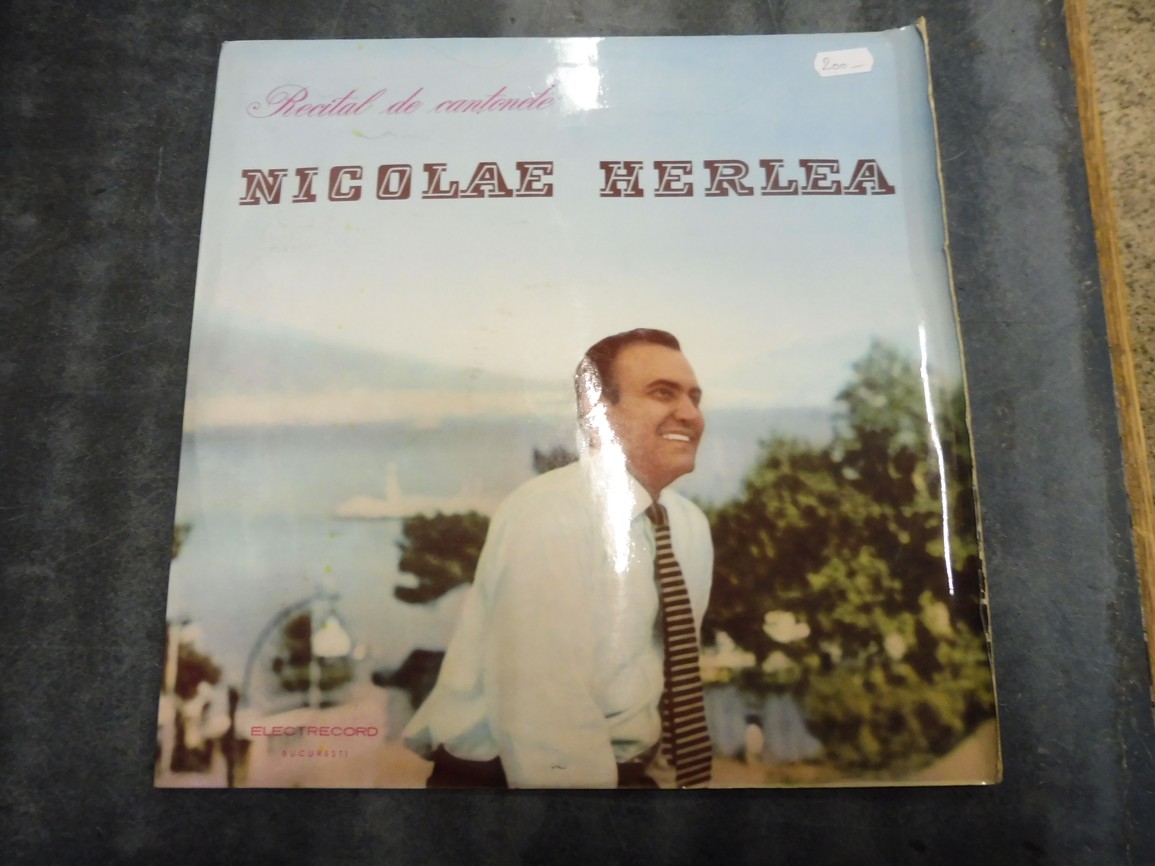 200.-
Recital de canțonete
NICOLAE HERLEA
ELECTRECORD
BUCUREȘTI